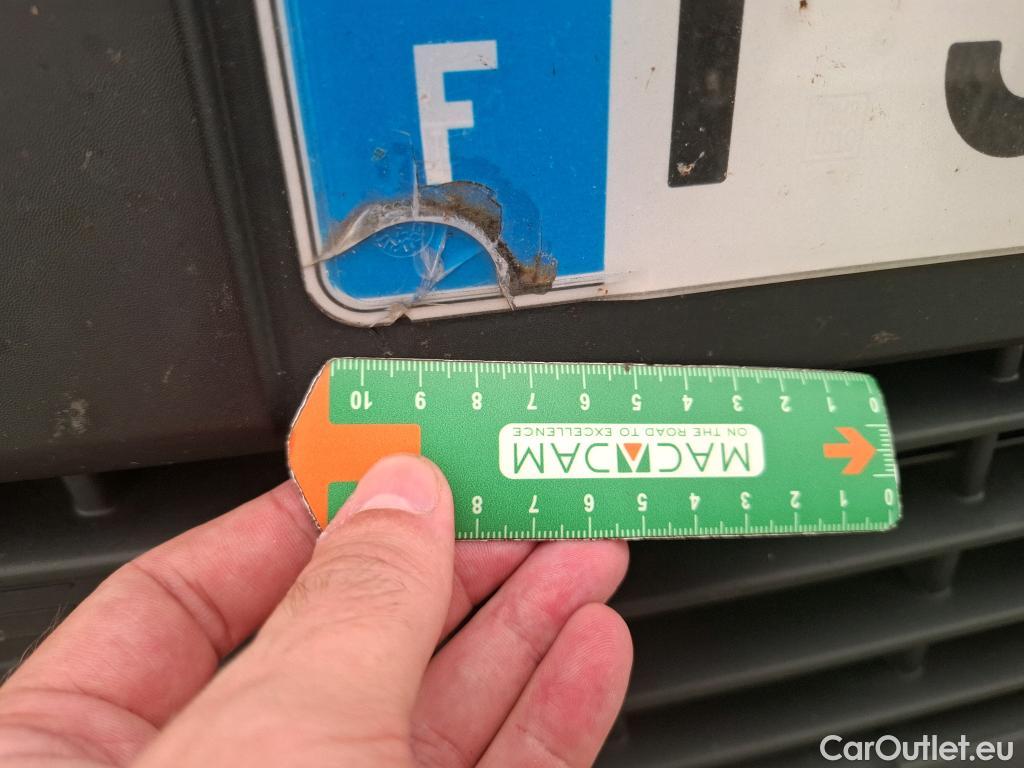 F
10 9 8 7 6 5 4 3 2 1 0
ON THE ROAD TO EXCELLENCE
MACADAM
8 7 6 5 4 3 2 1 0
CarOutlet.eu